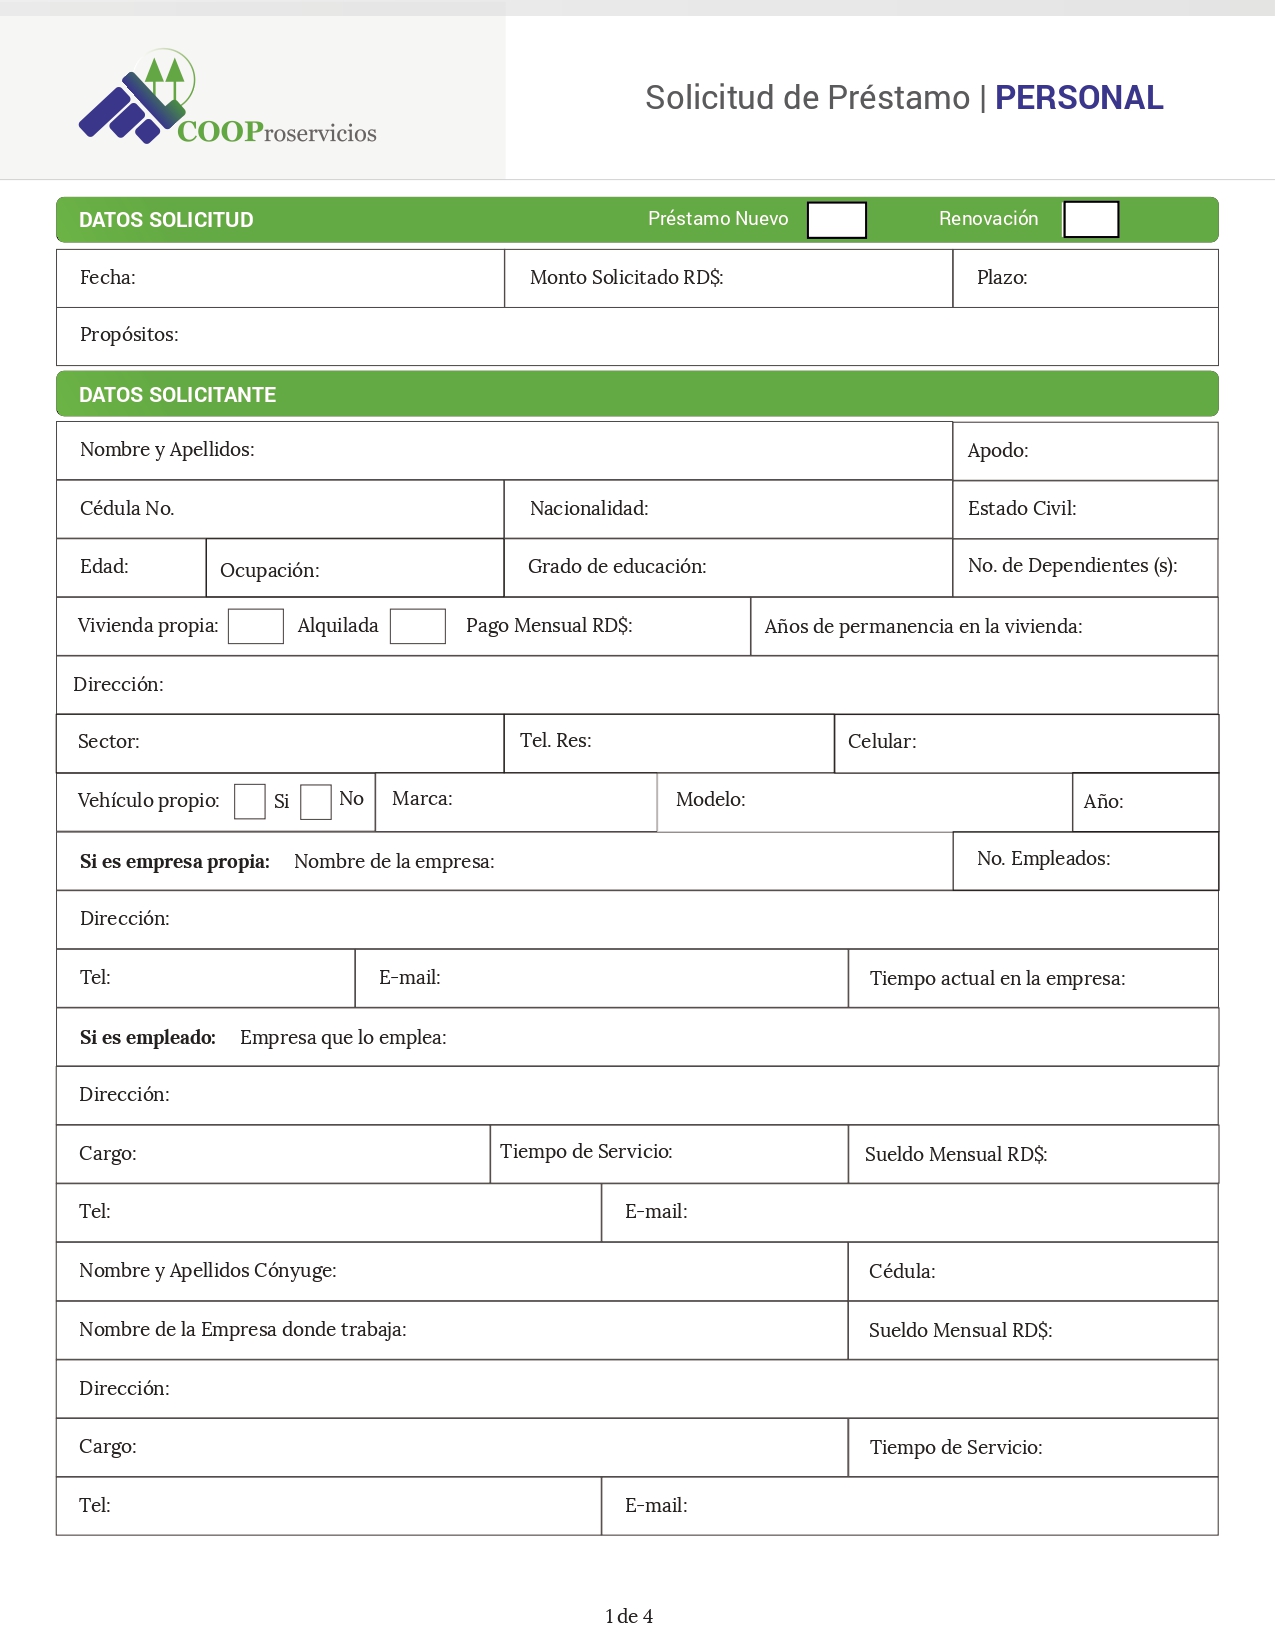 COOProservicios
Solicitud de Préstamo | PERSONAL
DATOS SOLICITUD Préstamo Nuevo Renovación
Fecha: Monto Solicitado RD$: Plazo:
Propósitos:
DATOS SOLICITANTE
Nombre y Apellidos: Apodo:
Cédula No. Nacionalidad: Estado Civil:
Edad: Ocupación: Grado de educación: No. de Dependientes (s):
Vivienda propia: Alquilada Pago Mensual RD$: Años de permanencia en la vivienda:
Dirección:
Sector: Tel. Res: Celular:
Vehículo propio: Si No Marca: Modelo: Año:
Si es empresa propia: Nombre de la empresa: No. Empleados:
Dirección:
Tel: E-mail: Tiempo actual en la empresa:
Si es empleado: Empresa que lo emplea:
Dirección:
Cargo: Tiempo de Servicio: Sueldo Mensual RD$:
Tel: E-mail:
Nombre y Apellidos Cónyuge: Cédula:
Nombre de la Empresa donde trabaja: Sueldo Mensual RD$:
Dirección:
Cargo: Tiempo de Servicio:
Tel: E-mail:
1 de 4